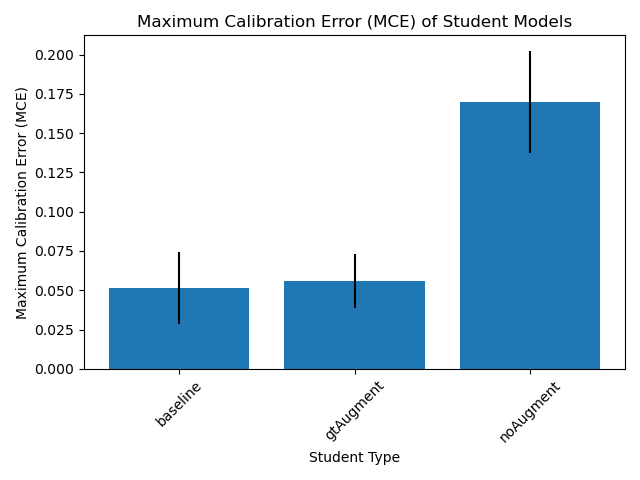 Maximum Calibration Error (MCE) of Student Models
Maximum Calibration Error (MCE)
0.200
0.175
0.150
0.125
0.100
0.075
0.050
0.025
0.000
baseline
gtAugment
noAugment
Student Type